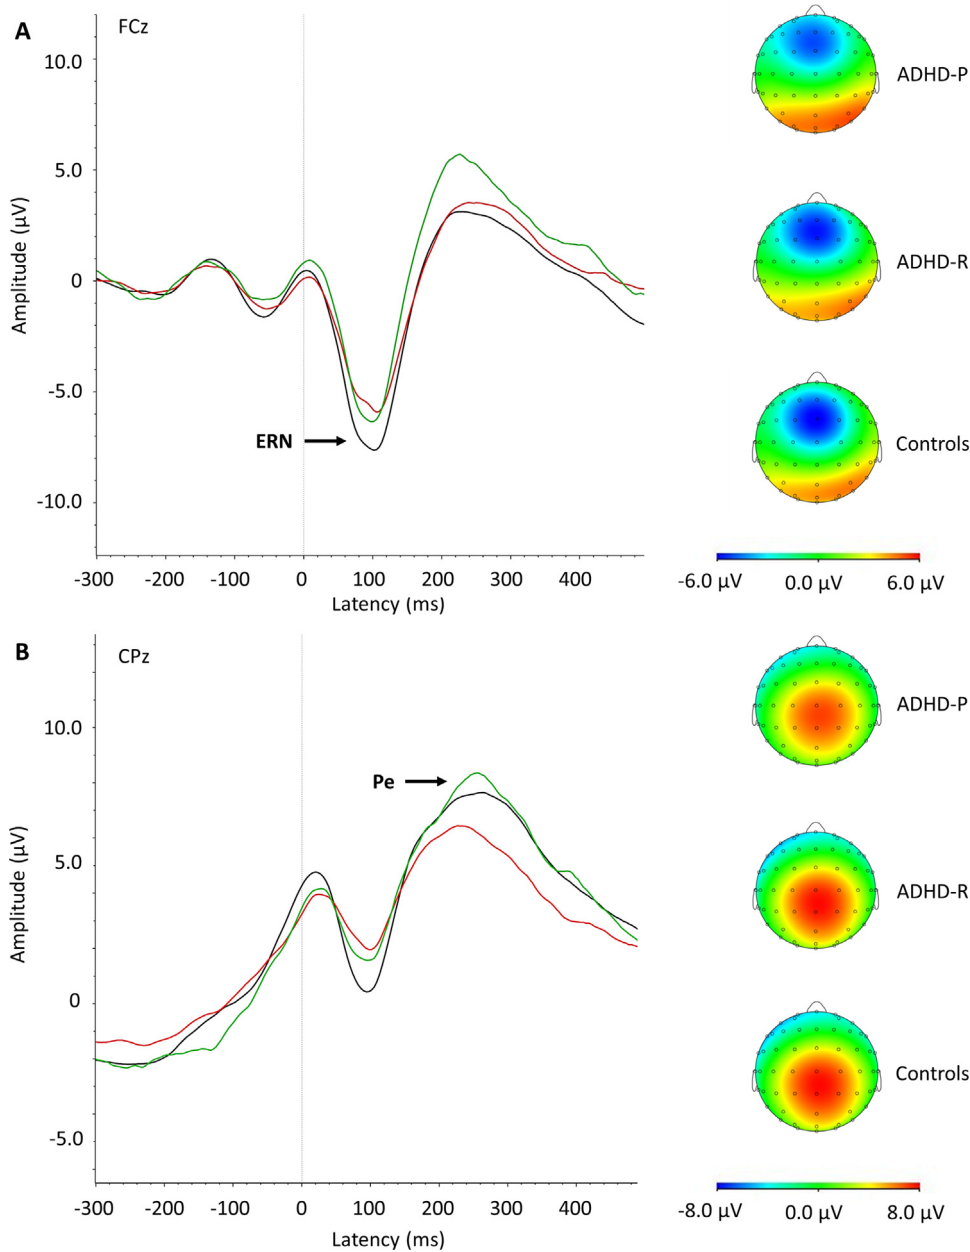 A
FCz
10.0
5.0
0
-5.0
-10.0
Amplitude (µV)
ERN
-300 -200 -100 0 100 200 300 400
Latency (ms)
ADHD-P
ADHD-R
Controls
-6.0 µV 0.0 µV 6.0 µV
B
CPz
10.0
5.0
0
-5.0
Amplitude (µV)
Pe
-300 -200 -100 0 100 200 300 400
Latency (ms)
ADHD-P
ADHD-R
Controls
-8.0 µV 0.0 µV 8.0 µV